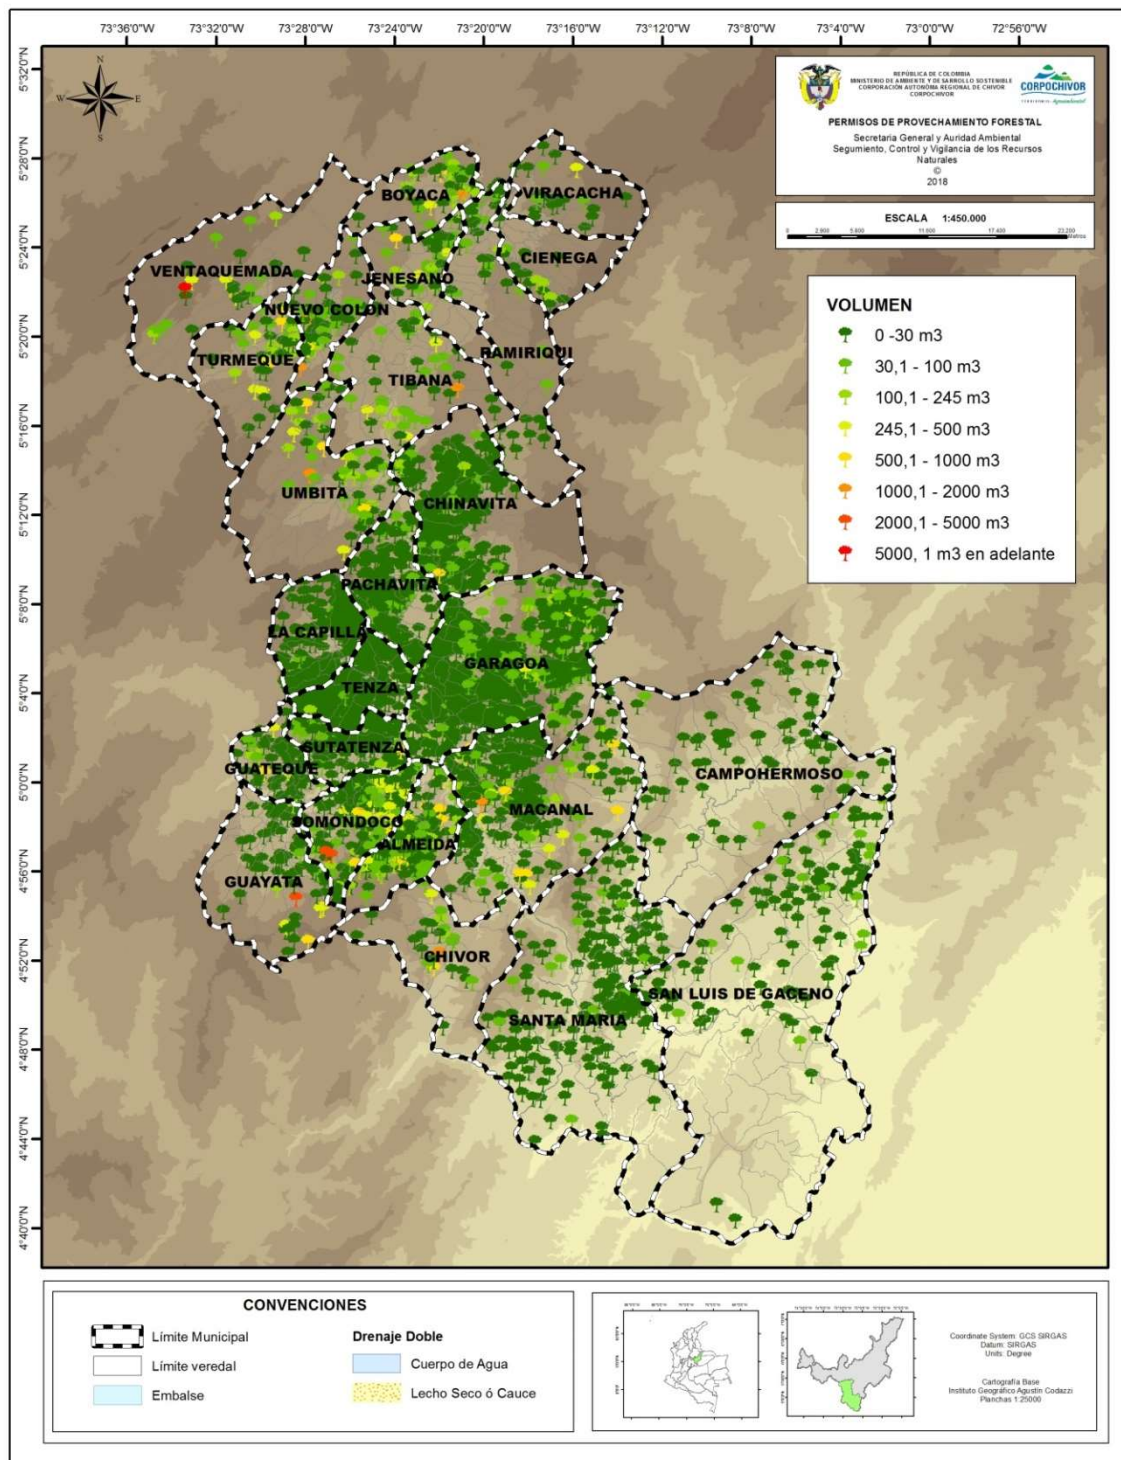 73°36'0"N 73°32'0"N 73°28'0"N 73°24'0"N 73°20'0"N 73°16'0"N 73°12'0"N 73°8'0"N 73°4'0"N 73°0'0"N 72°56'0"N
5°32'0"N
5°28'0"N
5°24'0"N
5°20'0"N
5°16'0"N
5°12'0"N
5°8'0"N
5°4'0"N
5°0'0"N
4°56'0"N
4°52'0"N
4°48'0"N
4°44'0"N
4°40'0"N
N
W E
S
REPÚBLICA DE COLOMBIA
MINISTERIO DE AMBIENTE Y DESARROLLO SOSTENIBLE
CORPORACIÓN AUTÓNOMA REGIONAL DE CHIVOR
CORPOCHIVOR
CORPOCHIVOR
PERMISOS DE PROVECHAMIENTO FORESTAL
Secretaria General y Auridad Ambiental
Segumiento, Control y Vigilancia de los Recursos
Naturales
©
2018
ESCALA 1:450.000
VOLUMEN
0 -30 m3
30,1 - 100 m3
100,1 - 245 m3
245,1 - 500 m3
500,1 - 1000 m3
1000,1 - 2000 m3
2000,1 - 5000 m3
5000, 1 m3 en adelante
BOYACA
VIRACACHA
CIENEGA
VENTAQUEMADA
JENESANO
NUEVO COLON
RAMIRIQUI
TURMEQUE
TIBANA
UMBITA
CHINAVITA
PACHAVITA
LA CAPILLA
GARAGOA
TENZA
SUTATENZA
GUATEQUE
CAMPOHERMOSO
SOMONDOCO
MACANAL
ALMEIDA
GUAYATA
CHIVOR
SAN LUIS DE GACENO
SANTA MARIA
CONVENCIONES
Límite Municipal
Límite veredal
Embalse
Drenaje Doble
Cuerpo de Agua
Lecho Seco ó Cauce
Coordinate System: GCS SIRGAS
Datum: SIRGAS
Units: Degree
Cartografía Base
Instituto Geográfico Agustín Codazzi
Planchas 1:25000